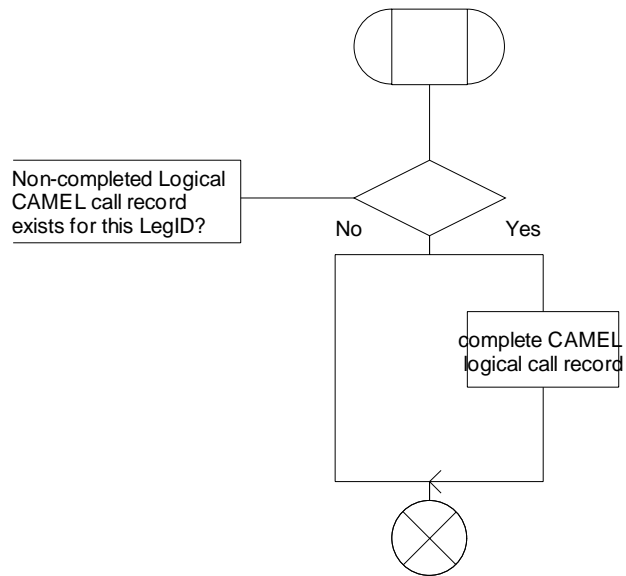 Non-completed Logical
CAMEL call record
exists for this LegID?
No
Yes
complete CAMEL
logical call record